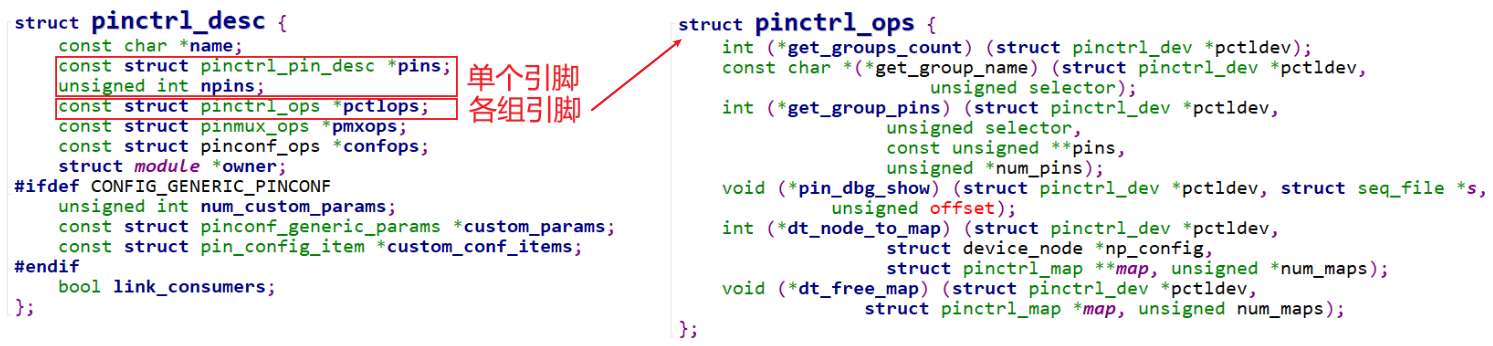 struct pinctrl_desc {
const char *name;
const struct pinctrl_pin_desc *pins;
unsigned int npins;
const struct pinctrl_ops *pctlops;
const struct pinmux_ops *pmxops;
const struct pinconf_ops *confops;
struct module *owner;
#ifdef CONFIG_GENERIC_PINCONF
unsigned int num_custom_params;
const struct pinconf_generic_params *custom_params;
const struct pin_config_item *custom_conf_items;
#endif
bool link_consumers;
};
单个引脚
各组引脚
struct pinctrl_ops {
int (*get_groups_count) (struct pinctrl_dev *pctldev);
const char *(*get_group_name) (struct pinctrl_dev *pctldev,
unsigned selector);
int (*get_group_pins) (struct pinctrl_dev *pctldev,
unsigned selector,
const unsigned **pins,
unsigned *num_pins);
void (*pin_dbg_show) (struct pinctrl_dev *pctldev, struct seq_file *s,
unsigned offset);
int (*dt_node_to_map) (struct pinctrl_dev *pctldev,
struct device_node *np_config,
struct pinctrl_map **map, unsigned *num_maps);
void (*dt_free_map) (struct pinctrl_dev *pctldev,
struct pinctrl_map *map, unsigned num_maps);
};